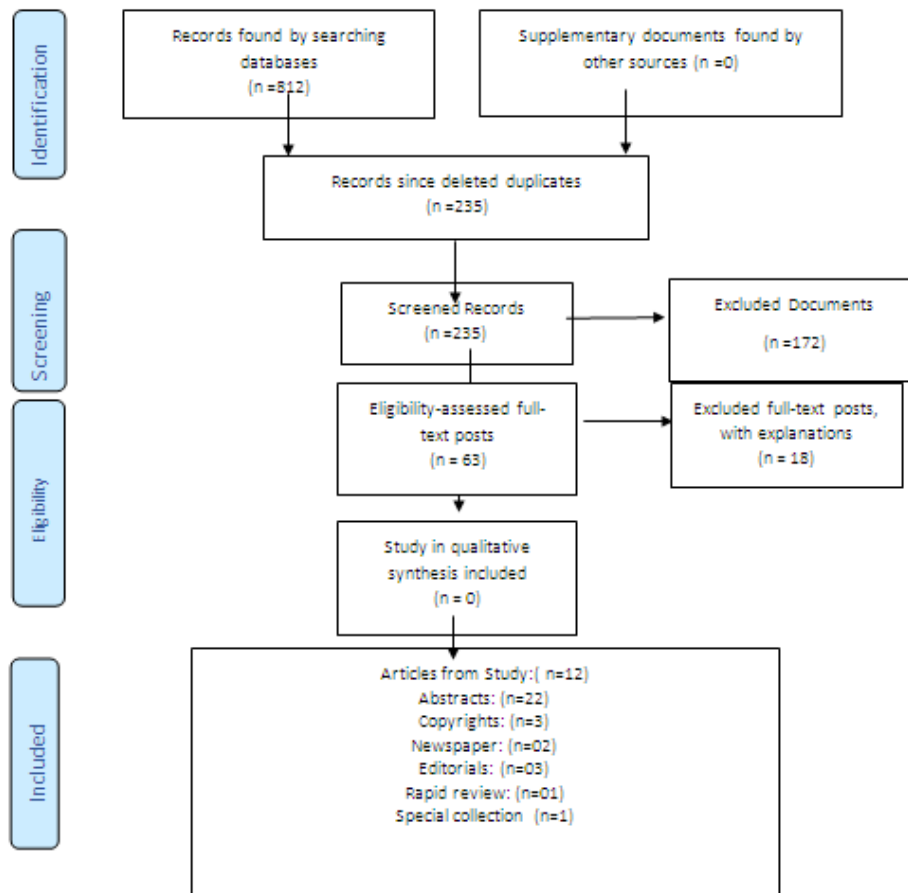 Identification
Records found by searching
databases
(n =812)
Supplementary documents found by
other sources (n =0)
Records since deleted duplicates
(n =235)
Screening
Screened Records
(n =235)
Excluded Documents
(n =172)
Eligibility
Eligibility-assessed full-
text posts
(n = 63)
Excluded full-text posts,
with explanations
(n = 18)
Study in qualitative
synthesis included
(n = 0)
Included
Articles from Study:( n=12)
Abstracts: (n=22)
Copyrights: (n=3)
Newspaper: (n=02)
Editorials: (n=03)
Rapid review: (n=01)
Special collection (n=1)